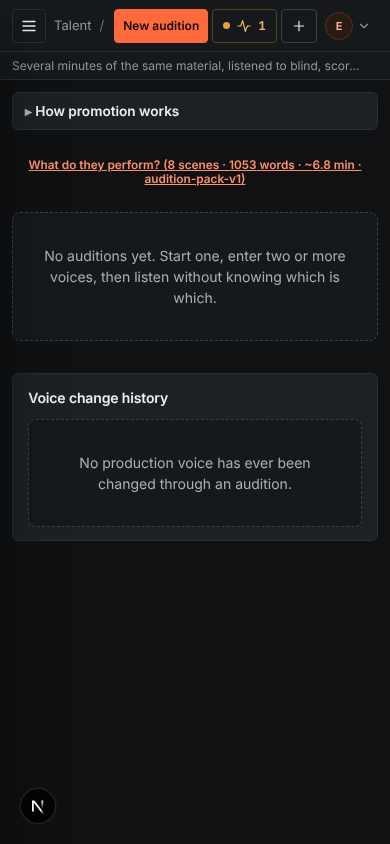 Talent /
New audition
1
E
Several minutes of the same material, listened to blind, scor...
How promotion works
What do they perform? (8 scenes · 1053 words · ~6.8 min ·
audition-pack-v1)
No auditions yet. Start one, enter two or more
voices, then listen without knowing which is
which.
Voice change history
No production voice has ever been
changed through an audition.
N